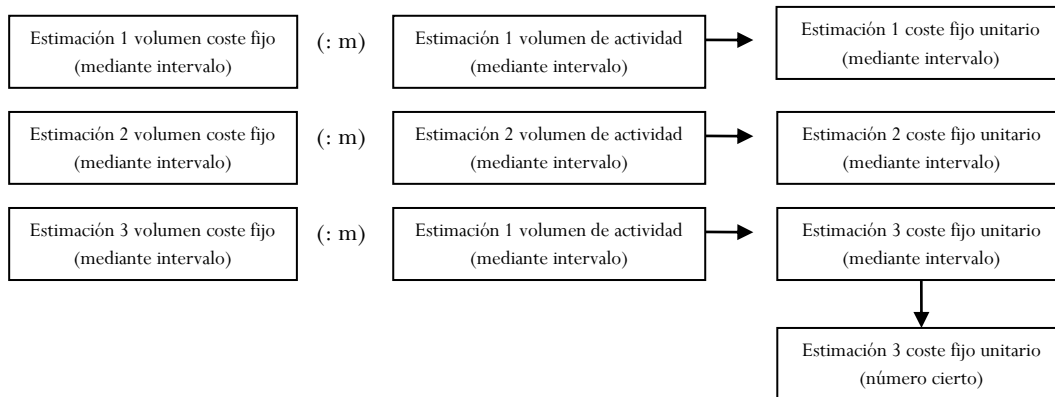 Estimación 1 volumen coste fijo
(mediante intervalo)
(: m)
Estimación 1 volumen de actividad
(mediante intervalo)
Estimación 1 coste fijo unitario
(mediante intervalo)
Estimación 2 volumen coste fijo
(mediante intervalo)
(: m)
Estimación 2 volumen de actividad
(mediante intervalo)
Estimación 2 coste fijo unitario
(mediante intervalo)
Estimación 3 volumen coste fijo
(mediante intervalo)
(: m)
Estimación 1 volumen de actividad
(mediante intervalo)
Estimación 3 coste fijo unitario
(mediante intervalo)
Estimación 3 coste fijo unitario
(número cierto)